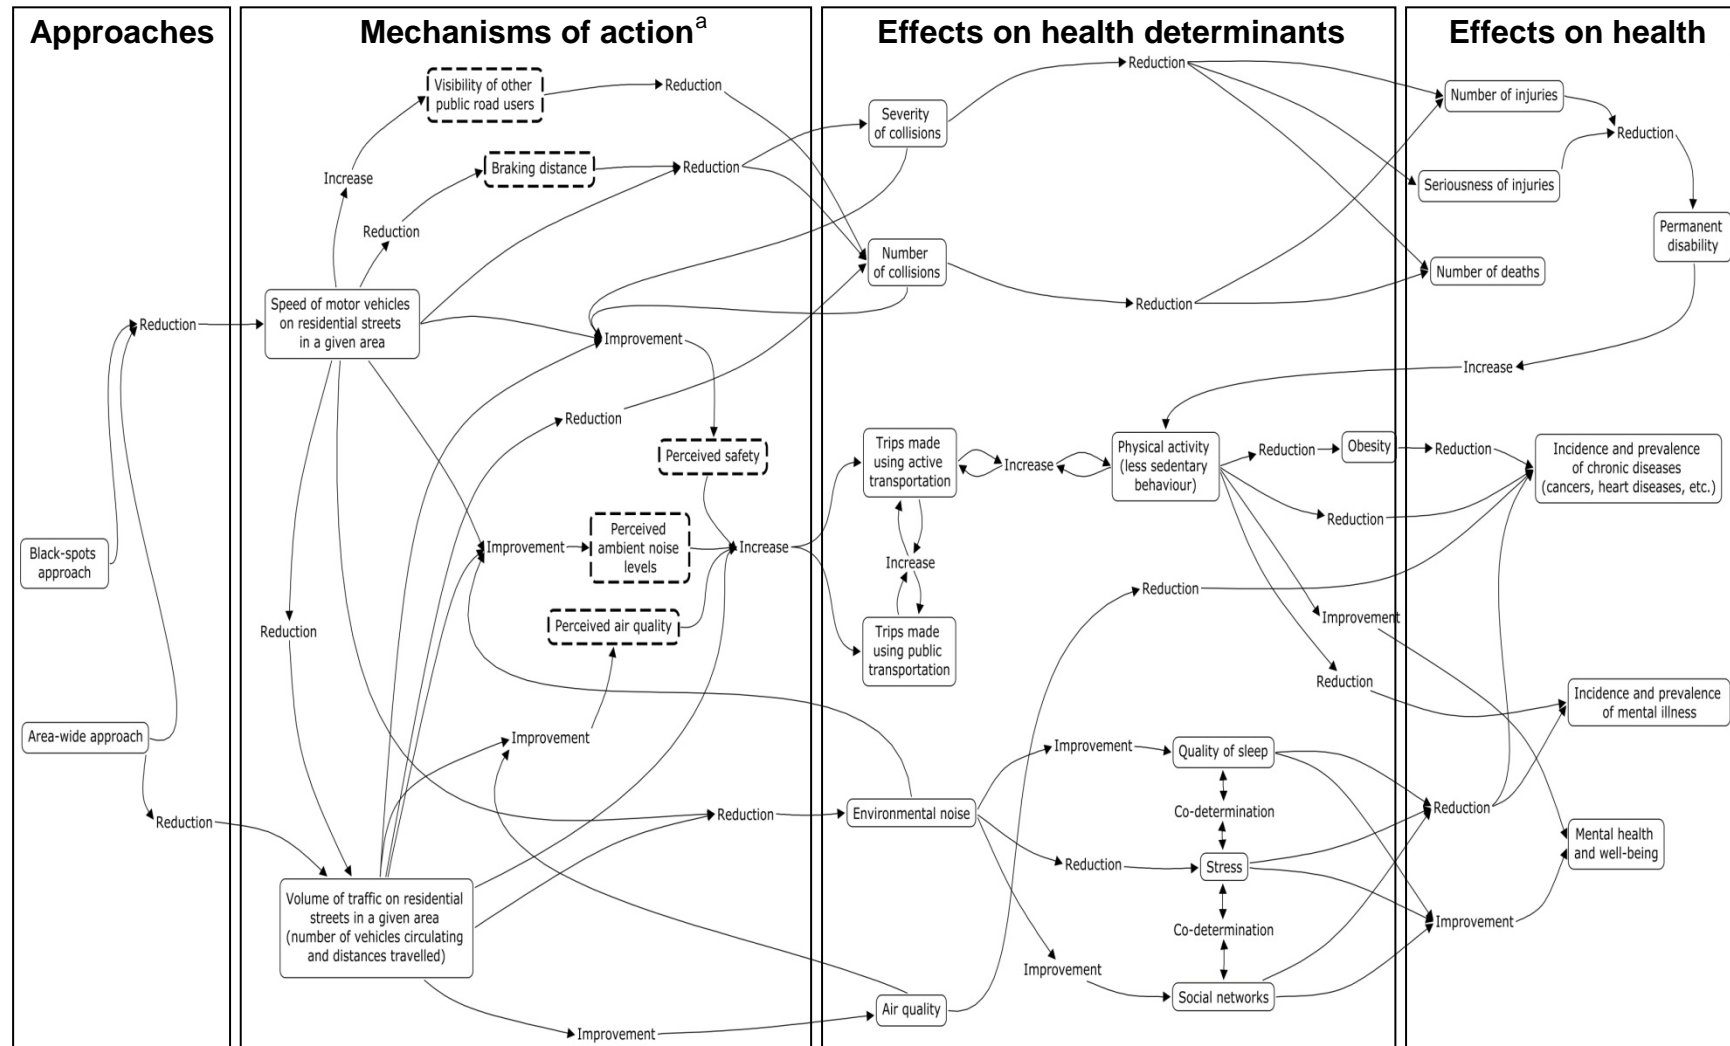 Approaches
Mechanisms of action^a
Effects on health determinants
Effects on health
Black-spots
approach
Area-wide approach
Reduction
Reduction
Visibility of other
public road users
Reduction
Increase
Braking distance
Reduction
Reduction
Speed of motor vehicles
on residential streets
in a given area
Improvement
Reduction
Perceived safety
Improvement
Perceived
ambient noise
levels
Increase
Reduction
Perceived air quality
Improvement
Reduction
Volume of traffic on residential
streets in a given area
(number of vehicles circulating
and distances travelled)
Improvement
Reduction
Severity
of collisions
Number
of collisions
Reduction
Trips made
using active
transportation
Increase
Physical activity
(less sedentary
behaviour)
Reduction
Obesity
Reduction
Increase
Reduction
Trips made
using public
transportation
Improvement
Reduction
Improvement
Quality of sleep
Environmental noise
Co-determination
Reduction
Stress
Co-determination
Improvement
Social networks
Air quality
Number of injuries
Reduction
Seriousness of injuries
Permanent
disability
Number of deaths
Increase
Reduction
Incidence and prevalence
of chronic diseases
(cancers, heart diseases, etc.)
Incidence and prevalence
of mental illness
Reduction
Mental health
and well-being
Improvement